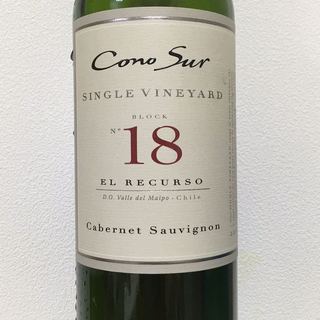 Cono Sur
SINGLE VINEYARD
BLOCK
Nº 18
EL RECURSO
D.O. Valle del Maipo - Chile
Cabernet Sauvignon